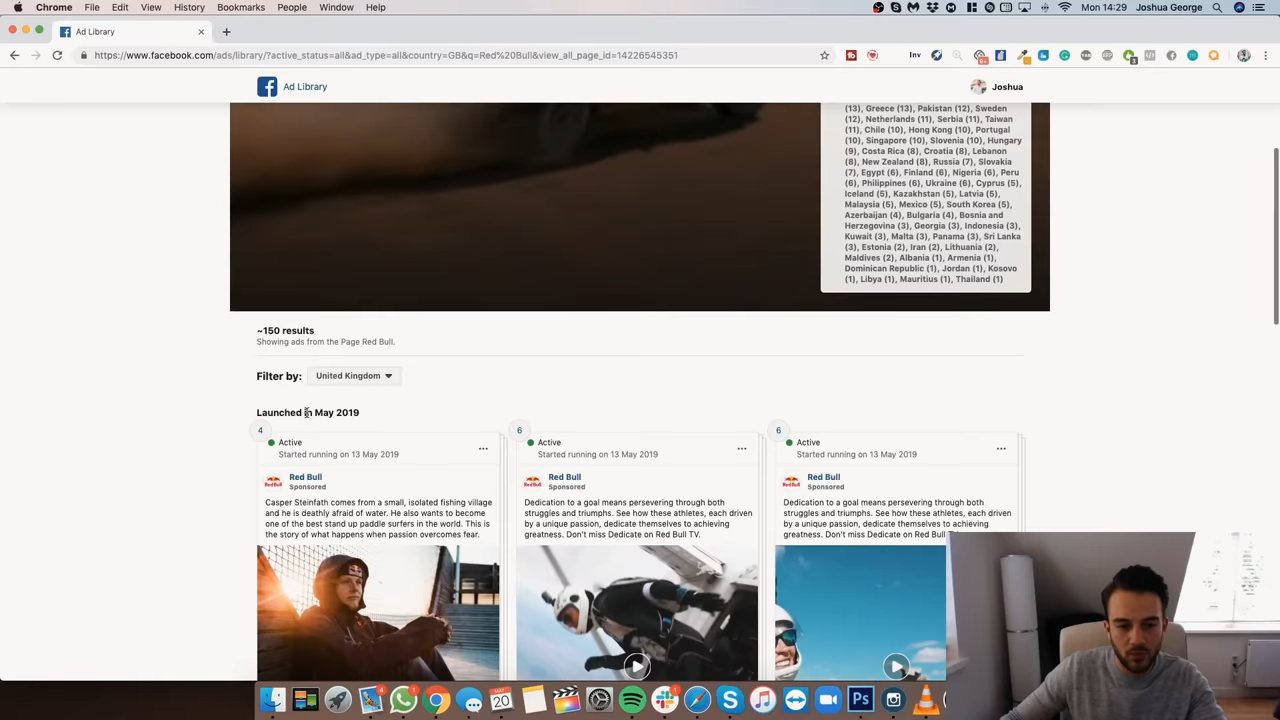 Chrome File Edit View History Bookmarks People Window Help
Mon 14:29 Joshua George
Ad Library
https://www.facebook.com/ads/library/?active_status=all&ad_type=all&country=GB&q=Red%20Bull&view_all_page_id=14226545351
Inv
Ad Library
Joshua
(13), Greece (13), Pakistan (12), Sweden
(12), Netherlands (11), Serbia (11), Taiwan
(11), Chile (10), Hong Kong (10), Portugal
(10), Singapore (10), Slovenia (10), Hungary
(9), Costa Rica (8), Croatia (8), Lebanon
(8), New Zealand (8), Russia (7), Slovakia
(7), Egypt (6), Finland (6), Nigeria (6), Peru
(6), Philippines (6), Ukraine (6), Cyprus (5),
Iceland (5), Kazakhstan (5), Latvia (5),
Malaysia (5), Mexico (5), South Korea (5),
Azerbaijan (4), Bulgaria (4), Bosnia and
Herzegovina (3), Georgia (3), Indonesia (3),
Kuwait (3), Malta (3), Panama (3), Sri Lanka
(3), Estonia (2), Iran (2), Lithuania (2),
Maldives (2), Albania (1), Armenia (1),
Dominican Republic (1), Jordan (1), Kosovo
(1), Libya (1), Mauritius (1), Thailand (1)
~150 results
Showing ads from the Page Red Bull.
Filter by: United Kingdom
Launched in May 2019
4
Active
Started running on 13 May 2019
Red Bull
Sponsored
Casper Steinfath comes from a small, isolated fishing village
and he is deathly afraid of water. He also wants to become
one of the best stand up paddle surfers in the world. This is
the story of what happens when passion overcomes fear.
6
Active
Started running on 13 May 2019
Red Bull
Sponsored
Dedication to a goal means persevering through both
struggles and triumphs. See how these athletes, each driven
by a unique passion, dedicate themselves to achieving
greatness. Don't miss Dedicate on Red Bull TV.
6
Active
Started running on 13 May 2019
Red Bull
Sponsored
Dedication to a goal means persevering through both
struggles and triumphs. See how these athletes, each driven
by a unique passion, dedicate themselves to achieving
greatness. Don't miss Dedicate on Red Bull
20
Ps